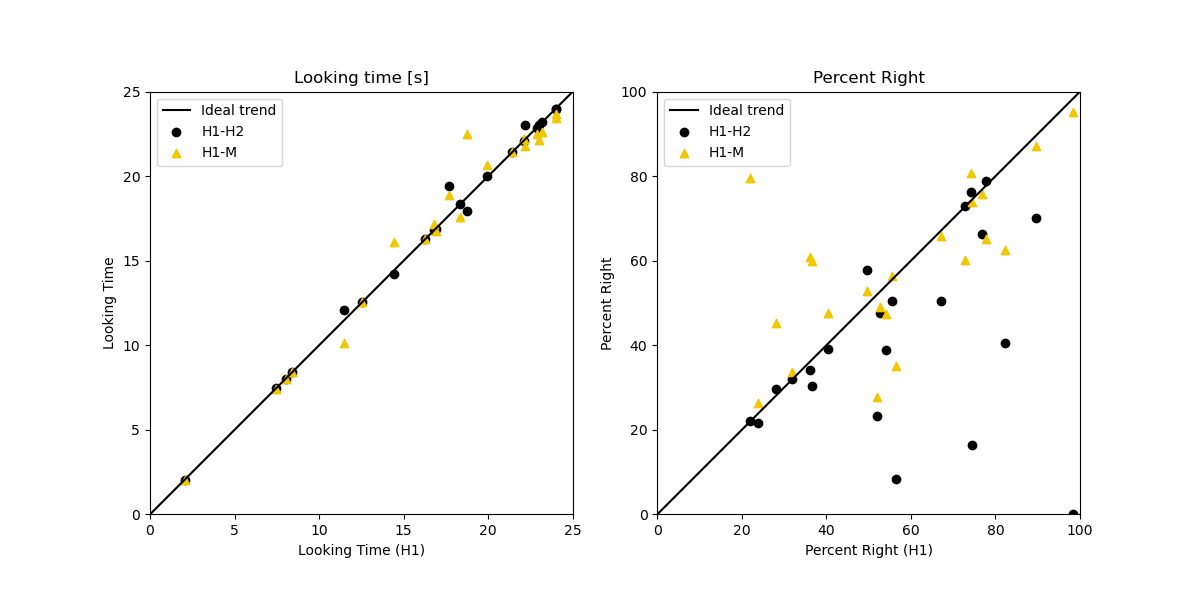 Looking time [s]
Ideal trend
H1-H2
H1-M
25
20
15
10
5
0
0 5 10 15 20 25
Looking Time
Looking Time (H1)
Percent Right
Ideal trend
H1-H2
H1-M
100
80
60
40
20
0
0 20 40 60 80 100
Percent Right
Percent Right (H1)